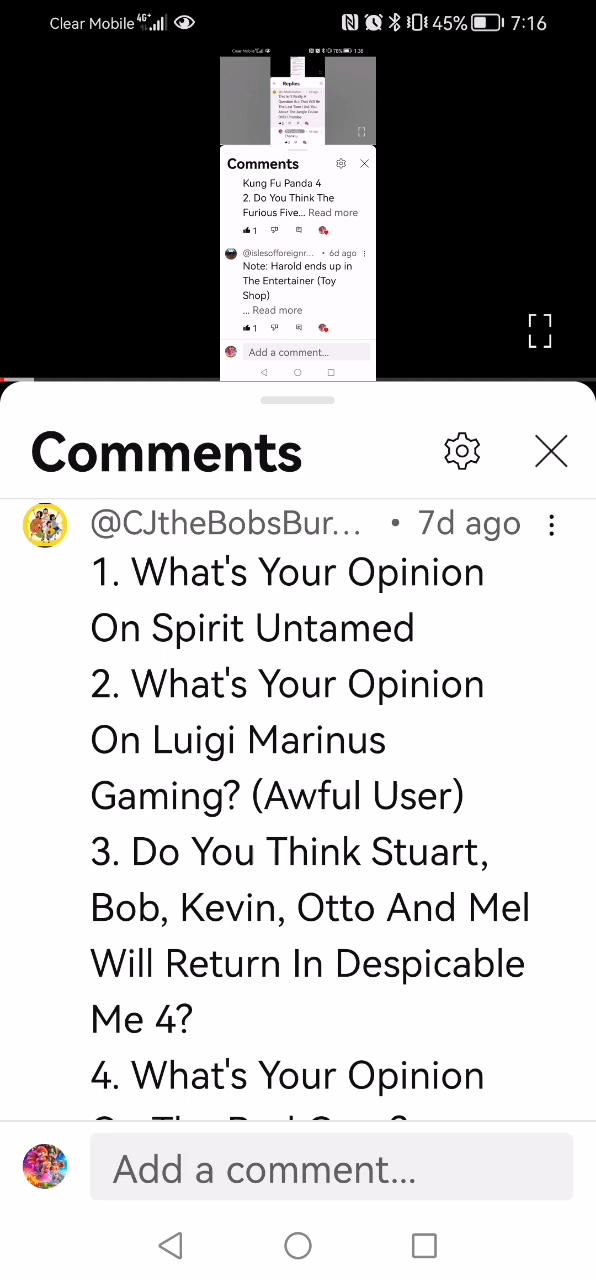 Clear Mobile 4G+ 45% 7:16
Replies
Comments
Kung Fu Panda 4
2. Do You Think The
Furious Five... Read more
1
@islesofforeignr... • 6d ago
Note: Harold ends up in
The Entertainer (Toy
Shop)
... Read more
1
Add a comment...
Comments
@CJtheBobsBur... • 7d ago
1. What's Your Opinion
On Spirit Untamed
2. What's Your Opinion
On Luigi Marinus
Gaming? (Awful User)
3. Do You Think Stuart,
Bob, Kevin, Otto And Mel
Will Return In Despicable
Me 4?
4. What's Your Opinion
Add a comment...